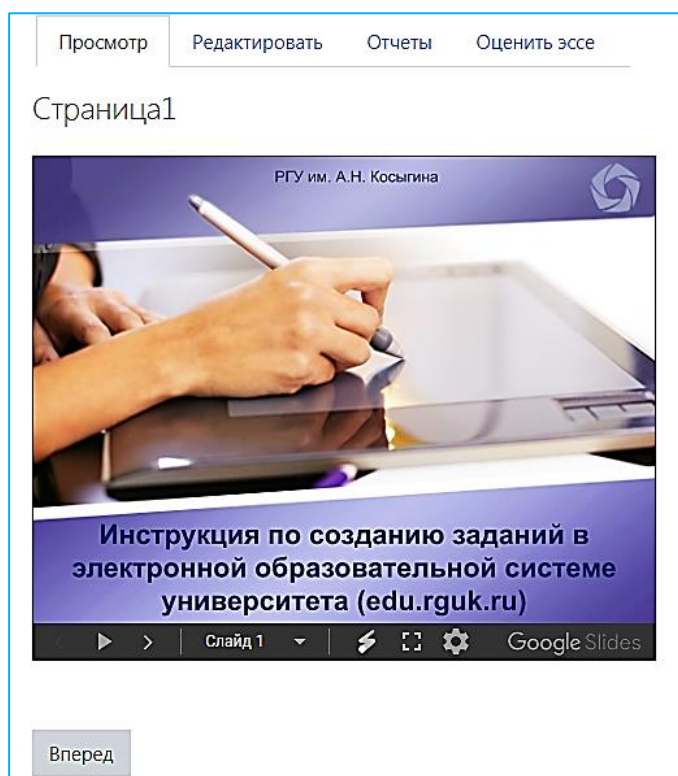 Просмотр Редактировать Отчеты Оценить эссе
Страница1
РГУ им. А.Н. Косыгина
Инструкция по созданию заданий в
электронной образовательной системе
университета (edu.rguk.ru)
Слайд 1 Google Slides
Вперед